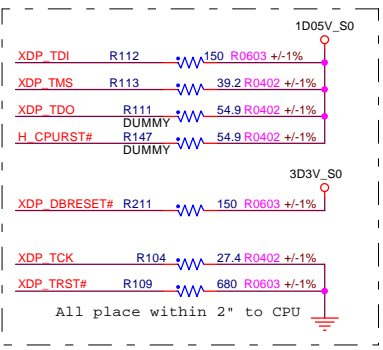 1D05V_S0
XDP_TDI R112 150 R0603 +/-1%
XDP_TMS R113 39.2 R0402 +/-1%
XDP_TDO R111 54.9 R0402 +/-1%
DUMMY
H_CPURST# R147 54.9 R0402 +/-1%
DUMMY
3D3V_S0
XDP_DBRESET# R211 150 R0603 +/-1%
XDP_TCK R104 27.4 R0402 +/-1%
XDP_TRST# R109 680 R0603 +/-1%
All place within 2" to CPU